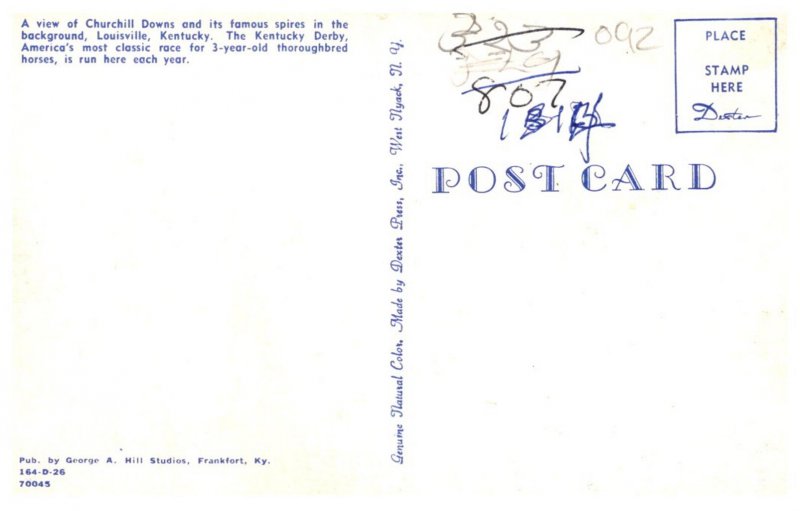 A view of Churchill Downs and its famous spires in the
background, Louisville, Kentucky. The Kentucky Derby,
America's most classic race for 3-year-old thoroughbred
horses, is run here each year.
092
807
PLACE
STAMP
HERE
Dexter
POST CARD
Genuine Natural Color, Made by Dexter Press, Inc., West Nyack, N. Y.
Pub. by George A. Hill Studios, Frankfort, Ky.
164-D-26
70045